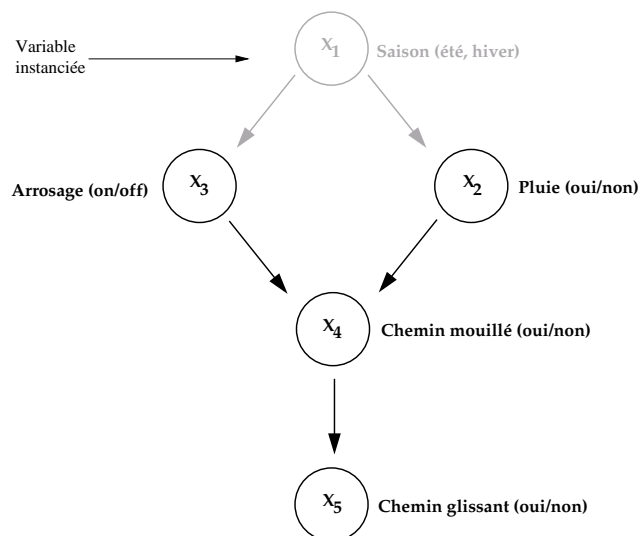 Variable
instanciée
X1
Saison (été, hiver)
Arrosage (on/off)
X3
X2
Pluie (oui/non)
X4
Chemin mouillé (oui/non)
X5
Chemin glissant (oui/non)